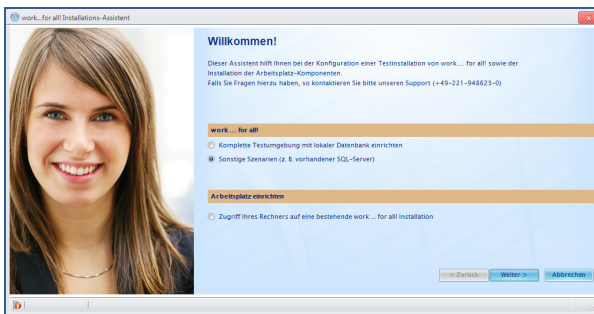 work...for all! Installations-Assistent
Willkommen!
Dieser Assistent hilft Ihnen bei der Konfiguration einer Testinstallation von work.... for all! sowie der
Installation der Arbeitsplatz-Komponenten.
Falls Sie Fragen hierzu haben, so kontaktieren Sie bitte unseren Support (+49-221-948623-0)
work ... for all!
Komplette Testumgebung mit lokaler Datenbank einrichten
Sonstige Szenarien (z. B. vorhandener SQL-Server)
Arbeitsplatz einrichten
Zugriff Ihres Rechners auf eine bestehende work ... for all! Installation
< Zurück Weiter > Abbrechen